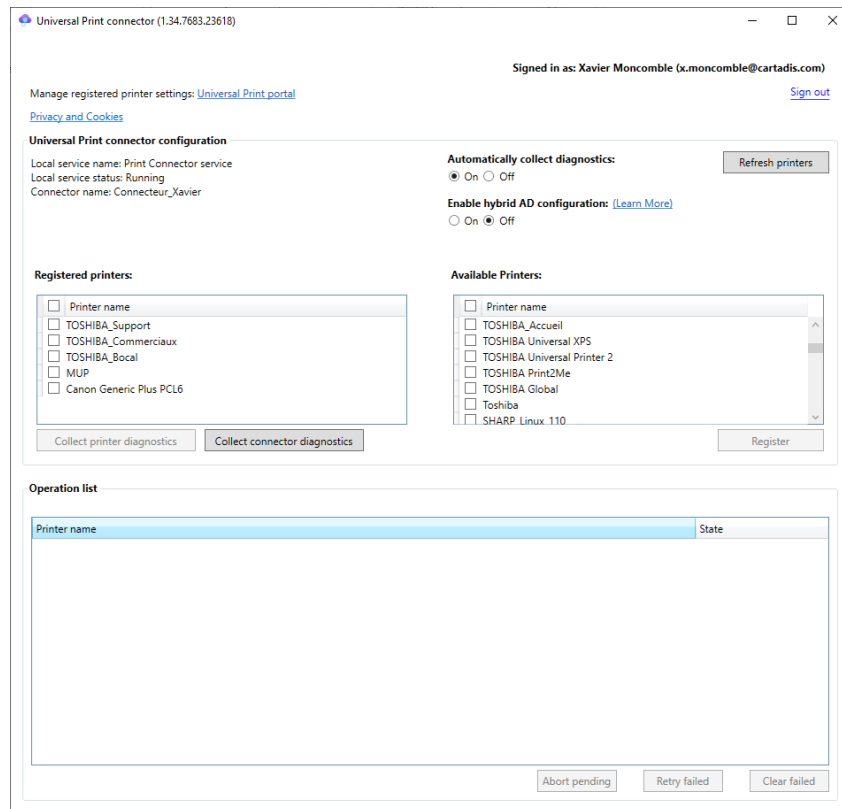 Universal Print connector (1.34.7683.23618)
Signed in as: Xavier Moncomble (x.moncomble@cartadis.com)
Manage registered printer settings: Universal Print portal
Sign out
Privacy and Cookies
Universal Print connector configuration
Local service name: Print Connector service
Local service status: Running
Connector name: Connecteur_Xavier
Automatically collect diagnostics:
On Off
Enable hybrid AD configuration: (Learn More)
On Off
Refresh printers
Registered printers:
Printer name
TOSHIBA_Support
TOSHIBA_Commerciaux
TOSHIBA_Bocal
MUP
Canon Generic Plus PCL6
Collect printer diagnostics
Collect connector diagnostics
Available Printers:
Printer name
TOSHIBA_Accueil
TOSHIBA Universal XPS
TOSHIBA Universal Printer 2
TOSHIBA Print2Me
TOSHIBA Global
Toshiba
SHARP_Linux_110
Register
Operation list
Printer name State
Abort pending Retry failed Clear failed